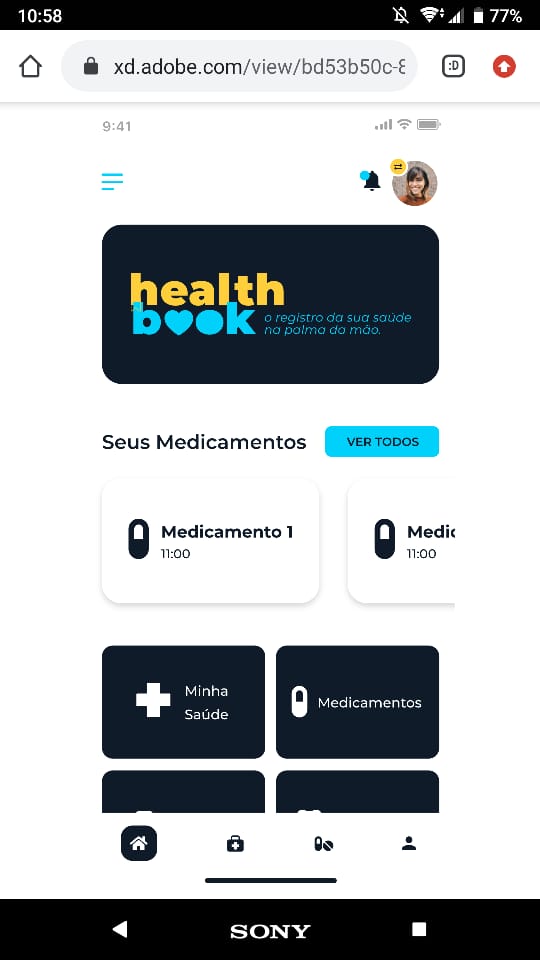 10:58
77%
:D
xd.adobe.com/view/bd53b50c-8
9:41
health
book
o registro da sua saúde
na palma da mão.
Seus Medicamentos
VER TODOS
Medicamento 1
11:00
Medic
11:00
Minha
Saúde
Medicamentos
SONY